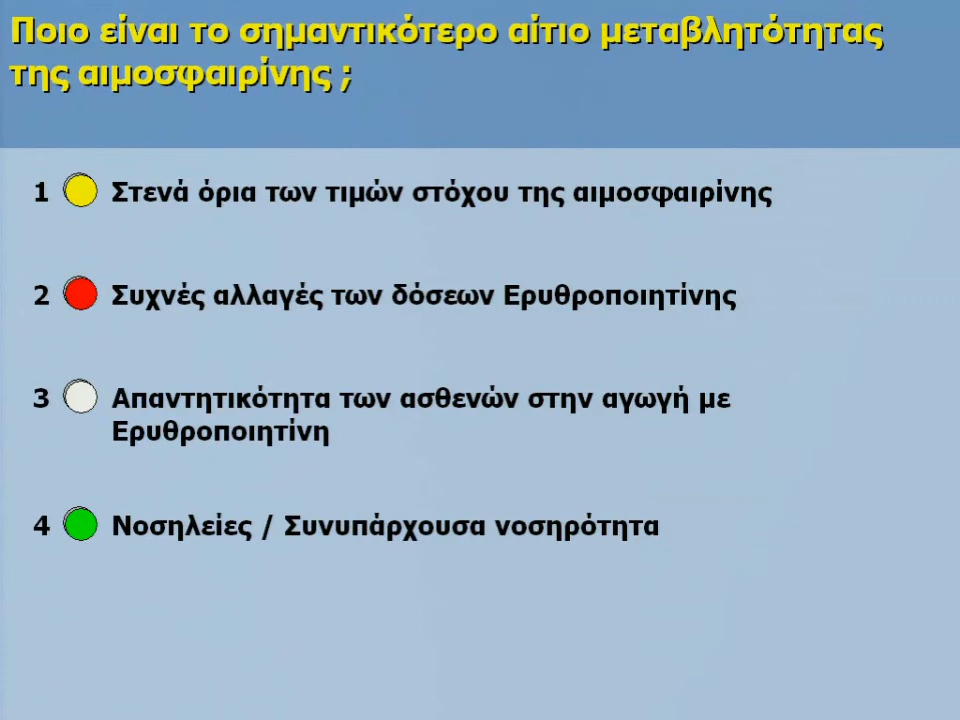 Ποιο είναι το σημαντικότερο αίτιο μεταβλητότητας
της αιμοσφαιρίνης ;
1 Στενά όρια των τιμών στόχου της αιμοσφαιρίνης
2 Συχνές αλλαγές των δόσεων Ερυθροποιητίνης
3 Απαντητικότητα των ασθενών στην αγωγή με
Ερυθροποιητίνη
4 Νοσηλείες / Συνυπάρχουσα νοσηρότητα